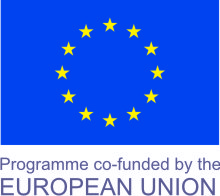 Programme co-funded by the
EUROPEAN UNION